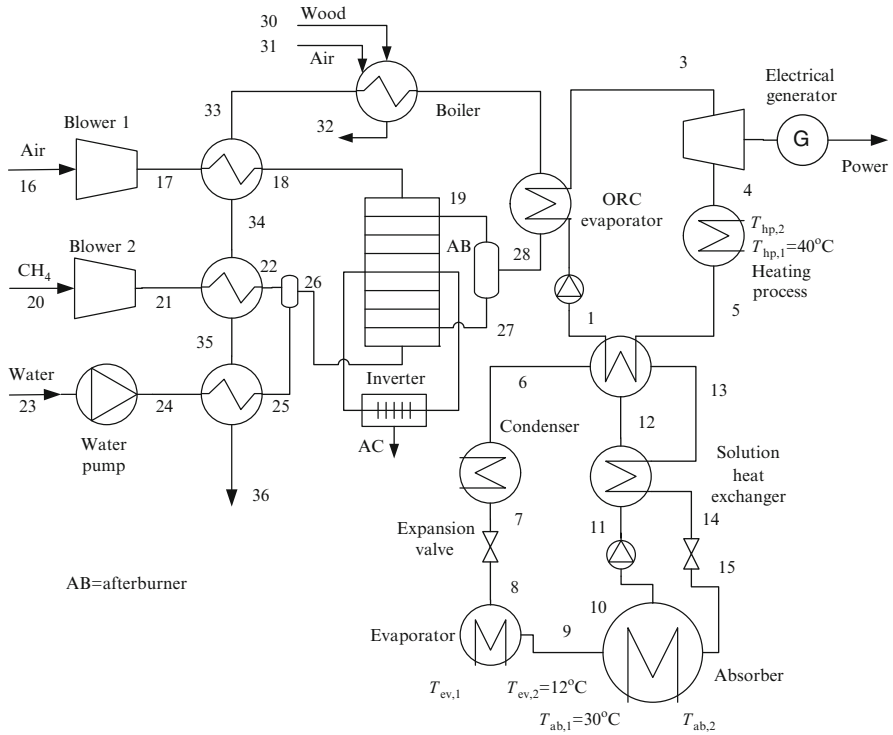 30
Wood
31
Air
3
Electrical
generator
33
32
Boiler
Blower 1
G
Air
16
17
18
Power
19
ORC
evaporator
4
34
AB
28
T_hp,2
T_hp,1=40°C
Heating
process
Blower 2
CH₄
20
21
22
26
27
1
5
35
Water
23
24
25
Inverter
6
13
Water
pump
AC
Condenser
12
Solution
heat
exchanger
36
7
11
14
Expansion
valve
15
AB=afterburner
8
10
Evaporator
9
Absorber
T_ev,1
T_ev,2=12°C
T_ab,1=30°C
T_ab,2